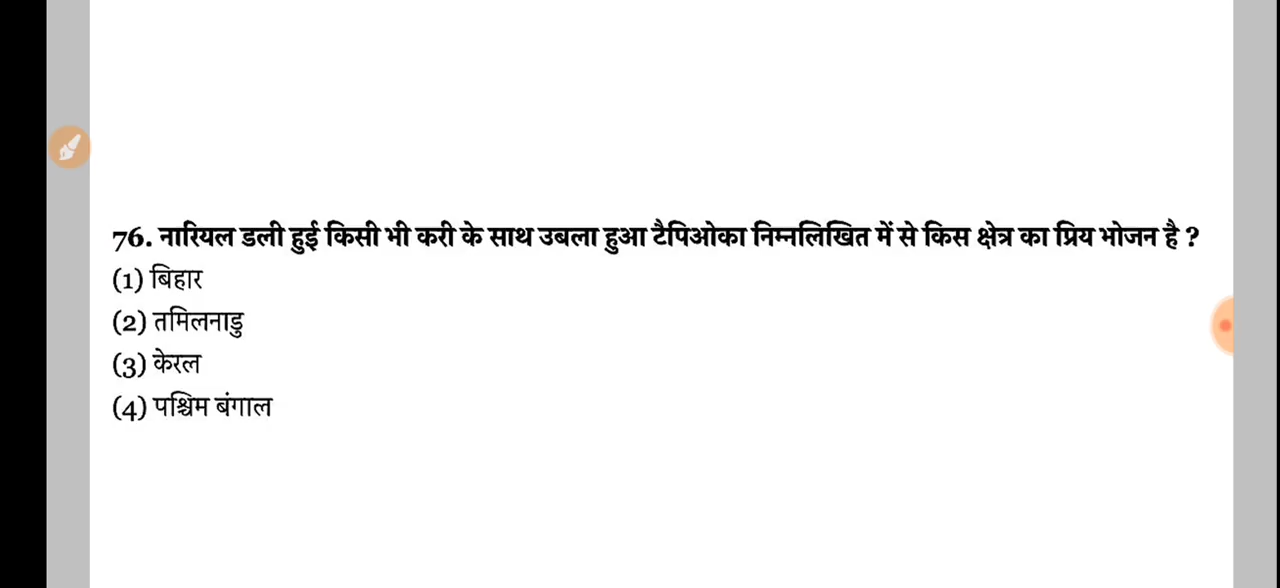 76. नारियल डली हुई किसी भी करी के साथ उबला हुआ टैपिओका निम्नलिखित में से किस क्षेत्र का प्रिय भोजन है ?
(1) बिहार
(2) तमिलनाडु
(3) केरल
(4) पश्चिम बंगाल